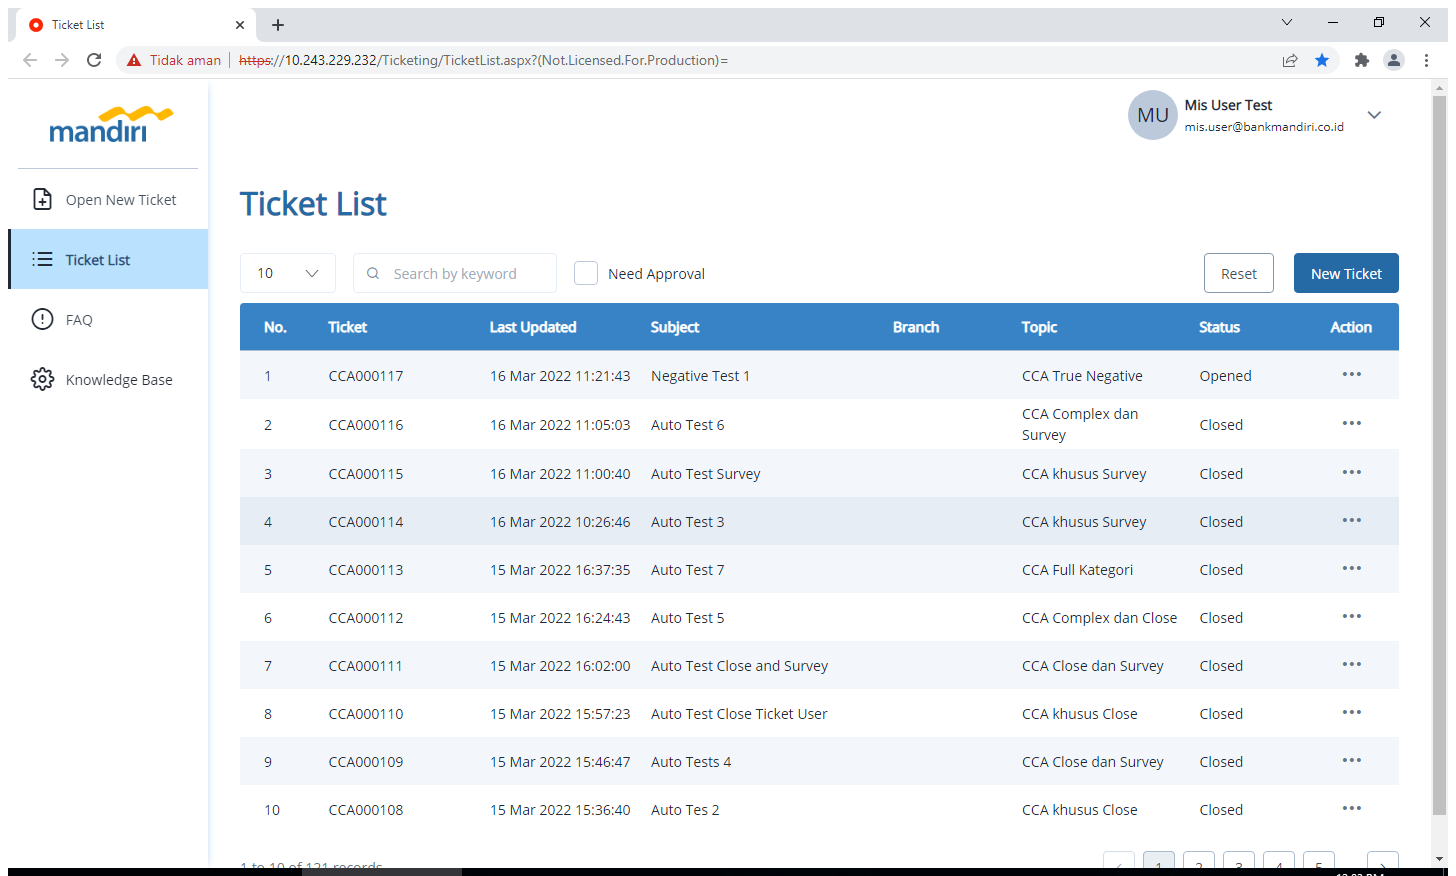 Ticket List
Tidak aman
https://10.243.229.232/Ticketing/TicketList.aspx?(Not.Licensed.For.Production)=
mandiri
MU
Mis User Test
mis.user@bankmandiri.co.id
Open New Ticket
Ticket List
FAQ
Knowledge Base
Ticket List
10 Search by keyword Need Approval Reset New Ticket
No. Ticket Last Updated Subject Branch Topic Status Action
1 CCA000117 16 Mar 2022 11:21:43 Negative Test 1 CCA True Negative Opened
2 CCA000116 16 Mar 2022 11:05:03 Auto Test 6 CCA Complex dan Survey Closed
3 CCA000115 16 Mar 2022 11:00:40 Auto Test Survey CCA khusus Survey Closed
4 CCA000114 16 Mar 2022 10:26:46 Auto Test 3 CCA khusus Survey Closed
5 CCA000113 15 Mar 2022 16:37:35 Auto Test 7 CCA Full Kategori Closed
6 CCA000112 15 Mar 2022 16:24:43 Auto Test 5 CCA Complex dan Close Closed
7 CCA000111 15 Mar 2022 16:02:00 Auto Test Close and Survey CCA Close dan Survey Closed
8 CCA000110 15 Mar 2022 15:57:23 Auto Test Close Ticket User CCA khusus Close Closed
9 CCA000109 15 Mar 2022 15:46:47 Auto Tests 4 CCA Close dan Survey Closed
10 CCA000108 15 Mar 2022 15:36:40 Auto Tes 2 CCA khusus Close Closed
1 to 10 of 121 records 1 2 3 4 5